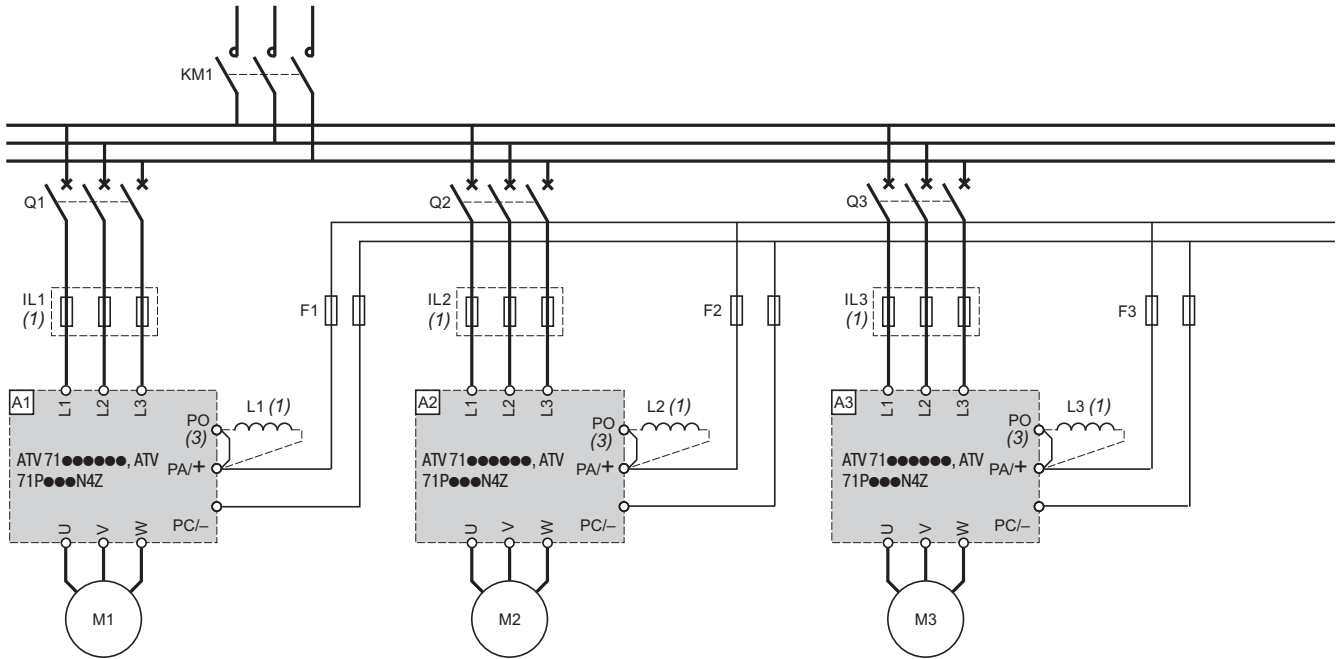 KM1
Q1
Q2
Q3
IL1
(1)
F1
IL2
(1)
F2
IL3
(1)
F3
A1
L1
L2
L3
PO
(3)
L1 (1)
ATV 71●●●●●●, ATV
71P●●●N4Z
PA/+
PC/–
U
V
W
M1
A2
L1
L2
L3
PO
(3)
L2 (1)
ATV 71●●●●●●, ATV
71P●●●N4Z
PA/+
PC/–
U
V
W
M2
A3
L1
L2
L3
PO
(3)
L3 (1)
ATV 71●●●●●●, ATV
71P●●●N4Z
PA/+
PC/–
U
V
W
M3